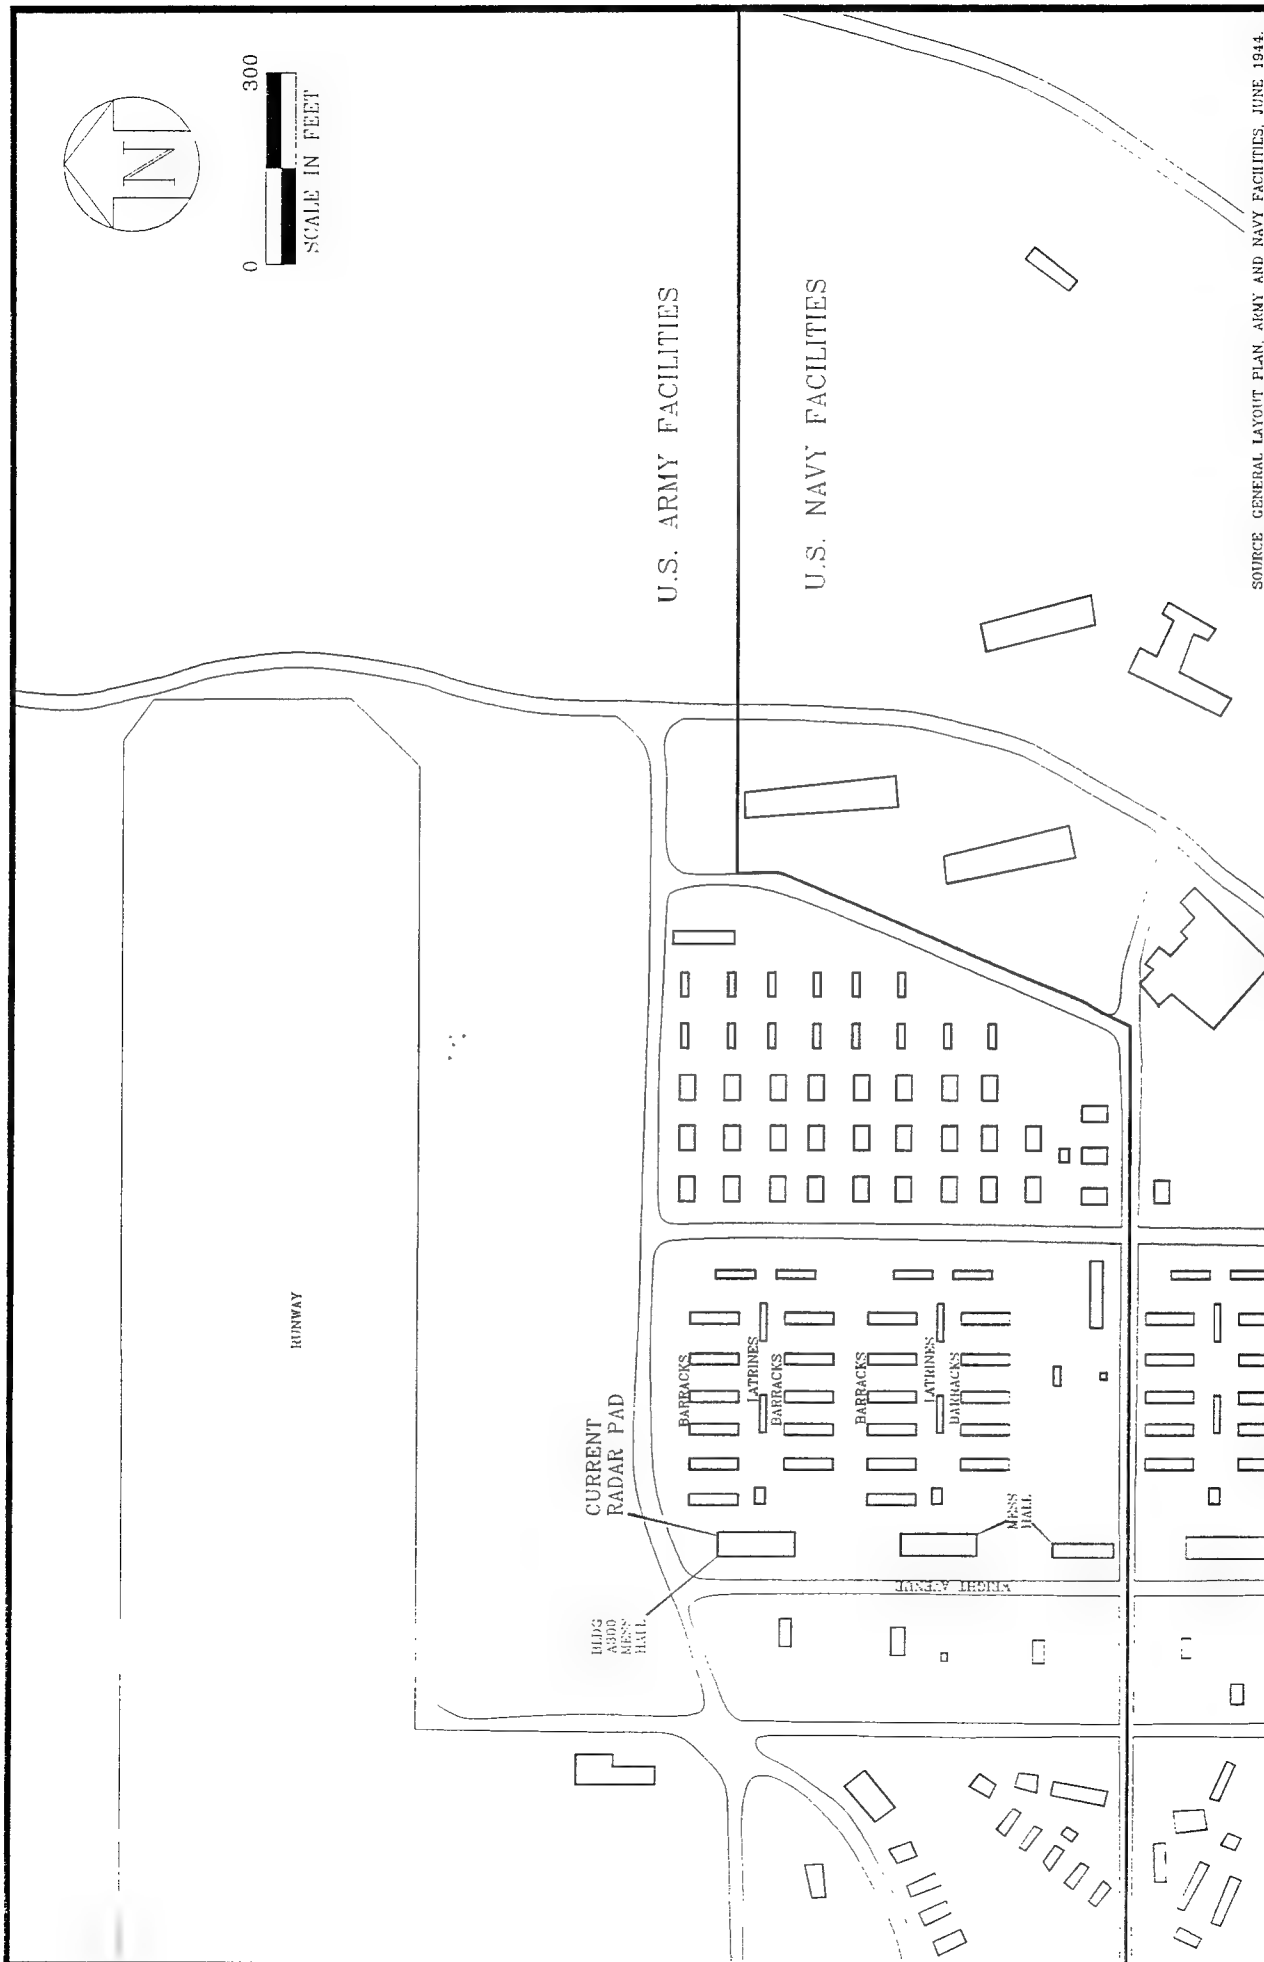 N
0 300
SCALE IN FEET
U.S. ARMY FACILITIES
U.S. NAVY FACILITIES
RUNWAY
CURRENT
RADAR PAD
BARRACKS
LATRINES
BARRACKS
BARRACKS
LATRINES
BARRACKS
MESS
HALL
BLDG
A300
MESS
HALL
WRIGHT AVENUE
SOURCE GENERAL LAYOUT PLAN, ARMY AND NAVY FACILITIES, JUNE 1944.